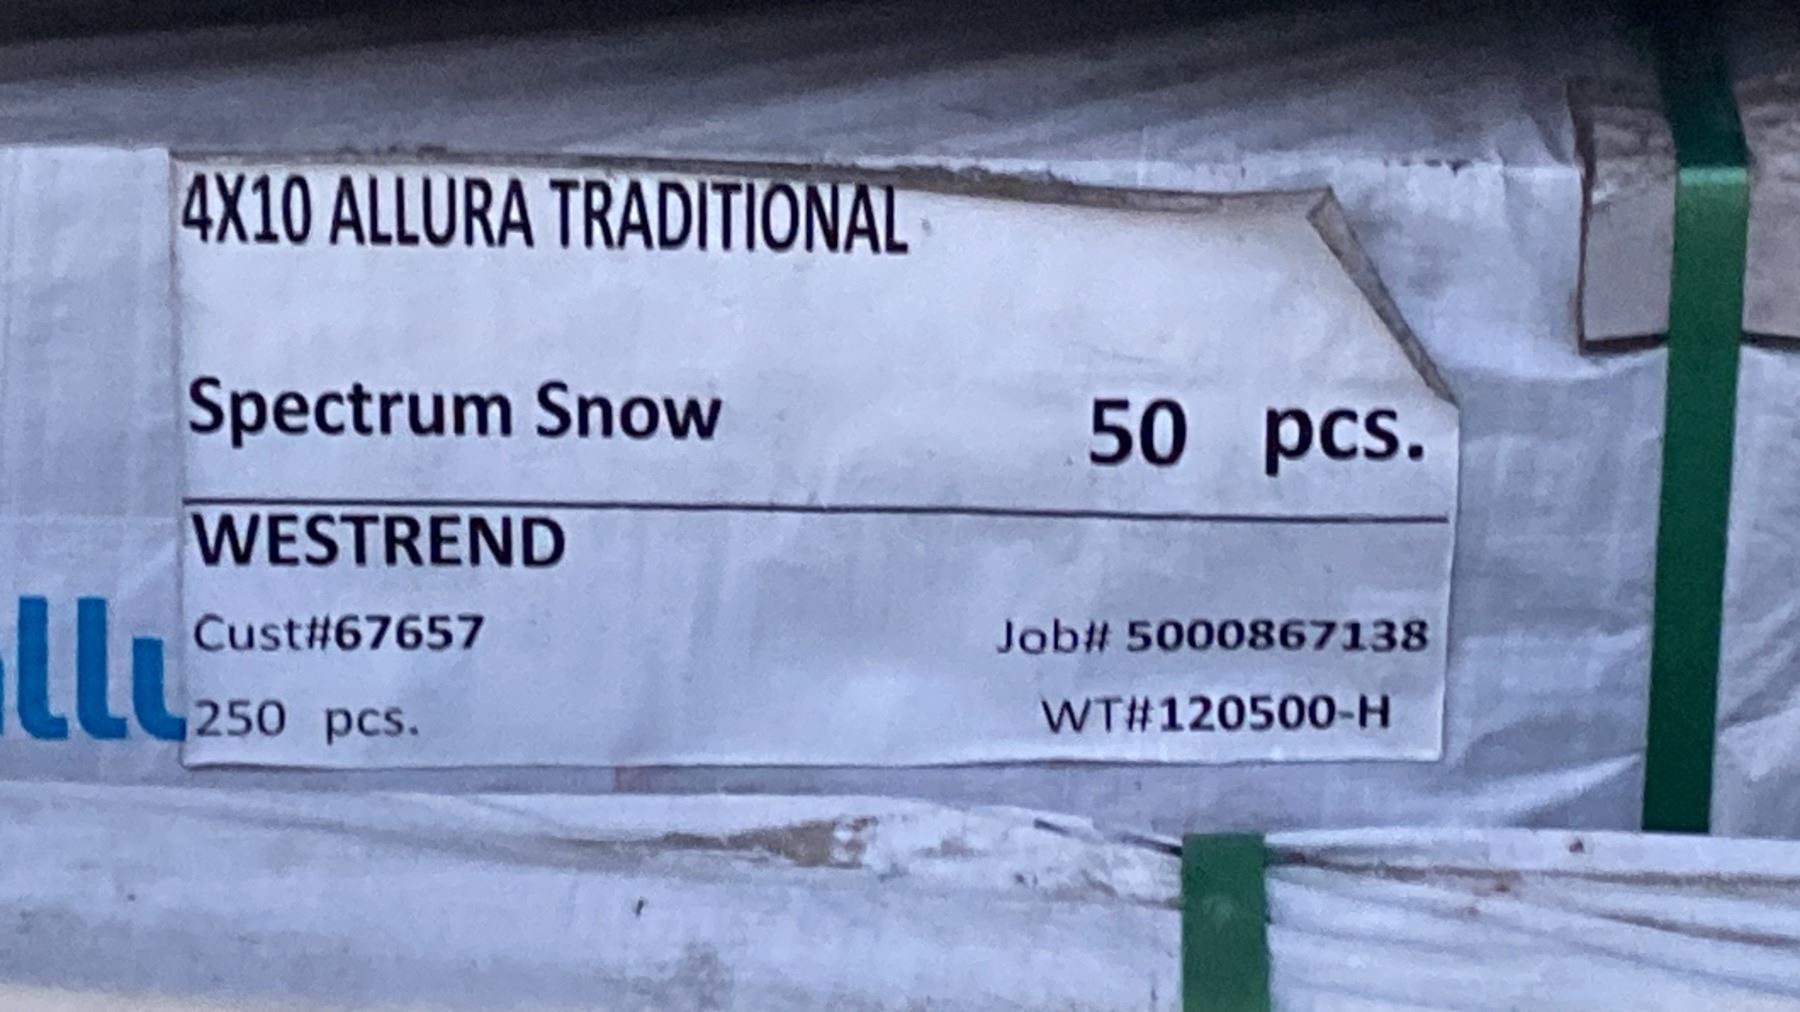 4X10 ALLURA TRADITIONAL
Spectrum Snow 50 pcs.
WESTREND
Cust#67657 Job# 5000867138
250 pcs. WT#120500-H